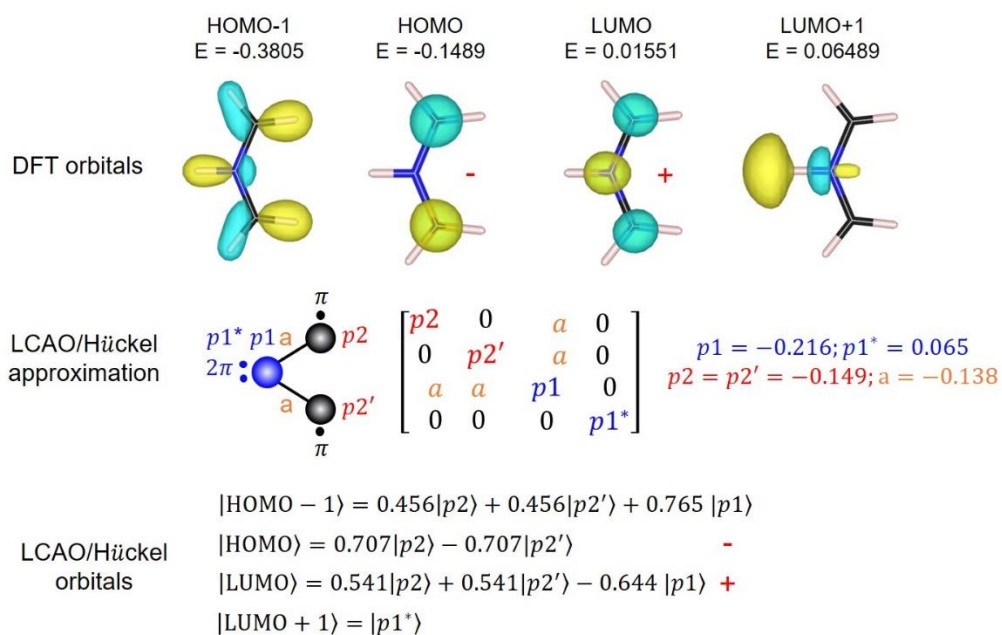 HOMO-1 HOMO LUMO LUMO+1
E = -0.3805 E = -0.1489 E = 0.01551 E = 0.06489
DFT orbitals
- +
π
LCAO/Hückel approximation
p1* p1 a p2
2π
a p2'
π
p2 0 a 0
0 p2' a 0
a a p1 0
0 0 0 p1*
p1 = −0.216; p1* = 0.065
p2 = p2' = −0.149; a = −0.138
|HOMO − 1⟩ = 0.456|p2⟩ + 0.456|p2'⟩ + 0.765 |p1⟩
LCAO/Hückel orbitals
|HOMO⟩ = 0.707|p2⟩ − 0.707|p2'⟩ -
|LUMO⟩ = 0.541|p2⟩ + 0.541|p2'⟩ − 0.644 |p1⟩ +
|LUMO + 1⟩ = |p1*⟩